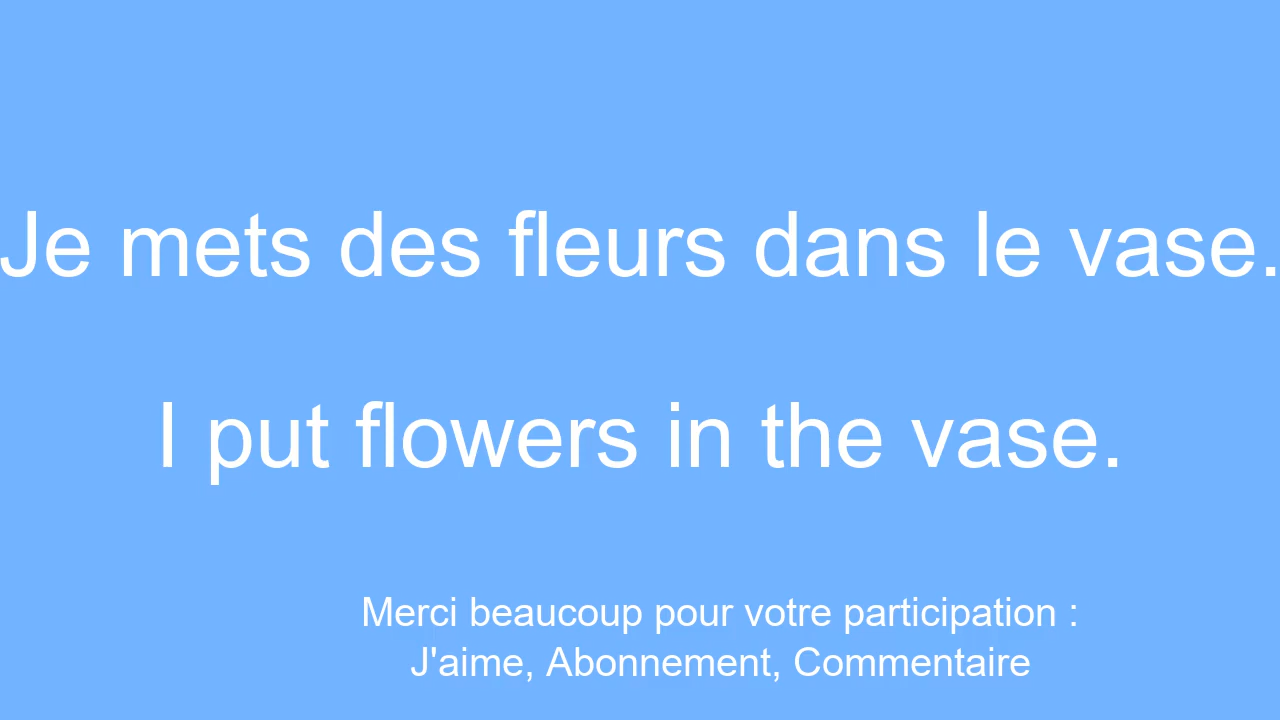 Je mets des fleurs dans le vase.
I put flowers in the vase.
Merci beaucoup pour votre participation :
J'aime, Abonnement, Commentaire